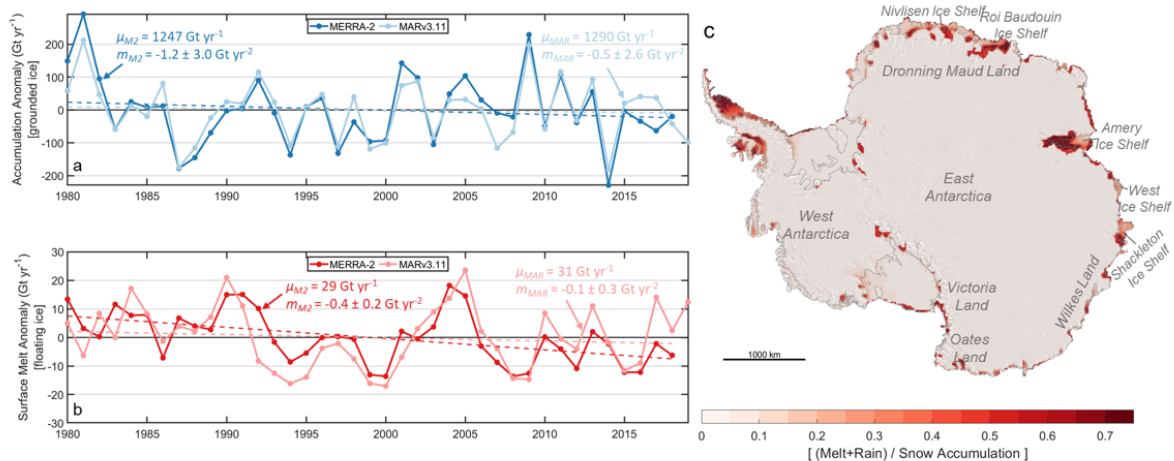 MERRA-2 MARv3.11
μM2 = 1247 Gt yr-1
mM2 = -1.2 ± 3.0 Gt yr-2
μMAR = 1290 Gt yr-1
mMAR = -0.5 ± 2.6 Gt yr-2
Accumulation Anomaly (Gt yr-1)
[grounded ice]
200
100
0
-100
-200
a
1980 1985 1990 1995 2000 2005 2010 2015
MERRA-2 MARv3.11
μM2 = 29 Gt yr-1
mM2 = -0.4 ± 0.2 Gt yr-2
μMAR = 31 Gt yr-1
mMAR = -0.1 ± 0.3 Gt yr-2
Surface Melt Anomaly (Gt yr-1)
[floating ice]
30
20
10
0
-10
-20
-30
b
1980 1985 1990 1995 2000 2005 2010 2015
c
Nivlisen Ice Shelf
Roi Baudouin
Ice Shelf
Dronning Maud Land
Amery
Ice Shelf
West
Ice Shelf
East
Antarctica
West
Antarctica
Shackleton
Ice Shelf
Wilkes Land
Victoria
Land
Oates
Land
1000 km
0 0.1 0.2 0.3 0.4 0.5 0.6 0.7
[ (Melt+Rain) / Snow Accumulation ]